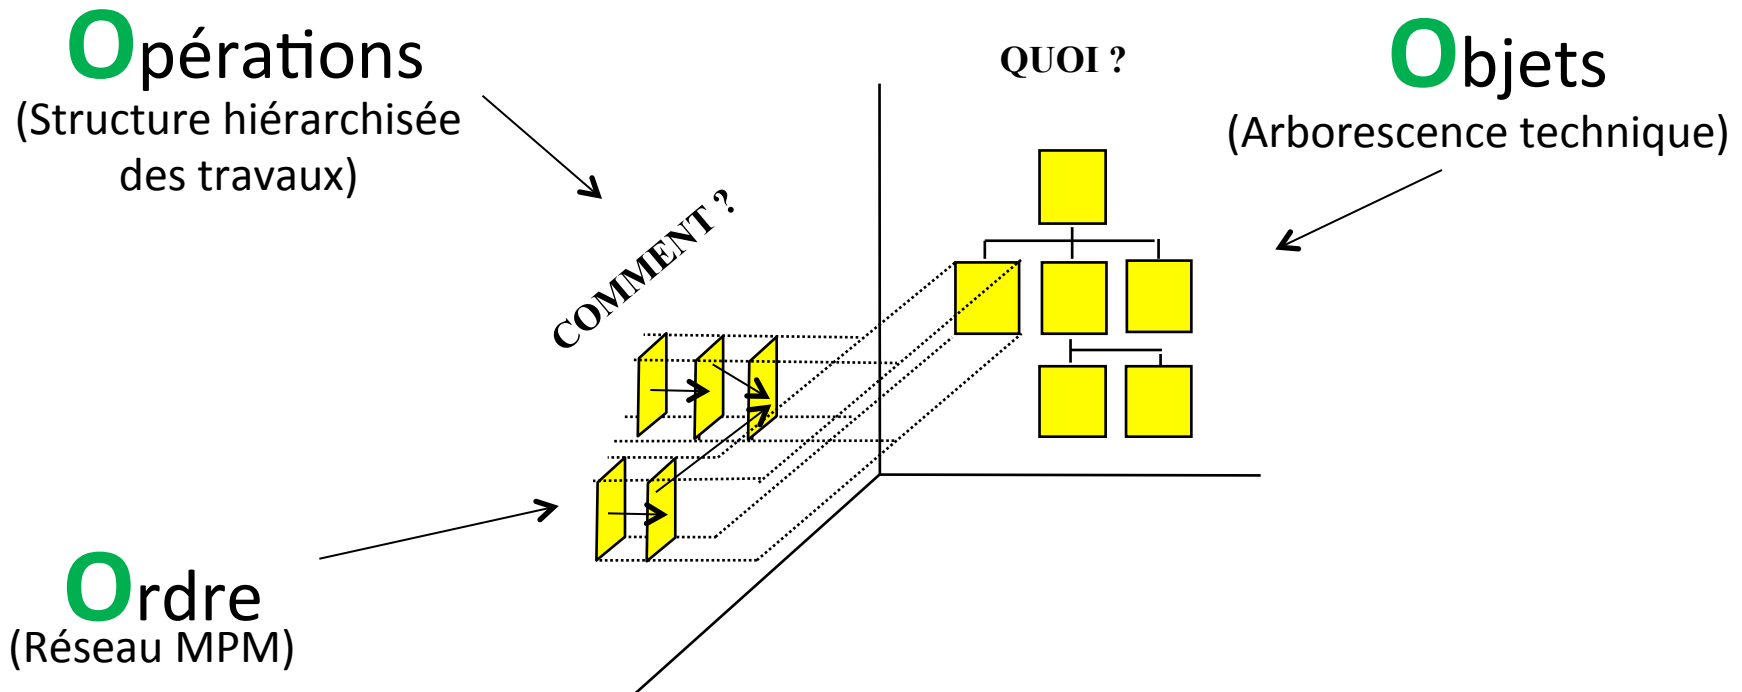 Opérations
(Structure hiérarchisée
des travaux)
QUOI ?
Objets
(Arborescence technique)
COMMENT ?
Ordre
(Réseau MPM)